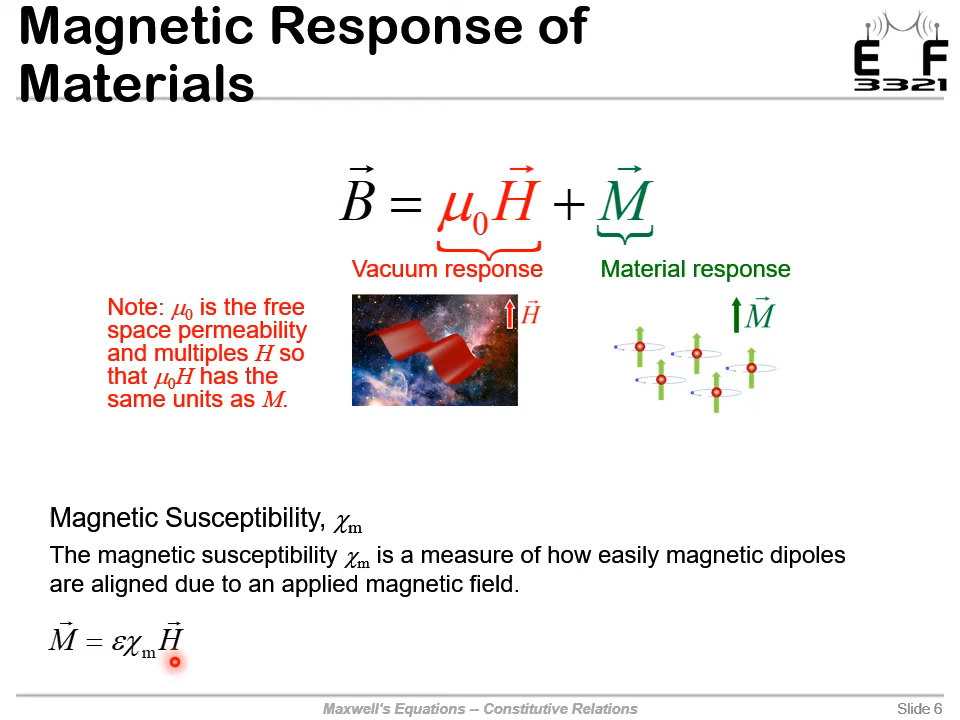 Magnetic Response of
Materials
E F
3321
B⃗ = μ₀H⃗ + M⃗
Vacuum response
Material response
Note: μ₀ is the free
space permeability
and multiples H so
that μ₀H has the
same units as M.
H⃗
M⃗
Magnetic Susceptibility, χₘ
The magnetic susceptibility χₘ is a measure of how easily magnetic dipoles
are aligned due to an applied magnetic field.
M⃗ = εχₘH⃗
Maxwell's Equations -- Constitutive Relations
Slide 6